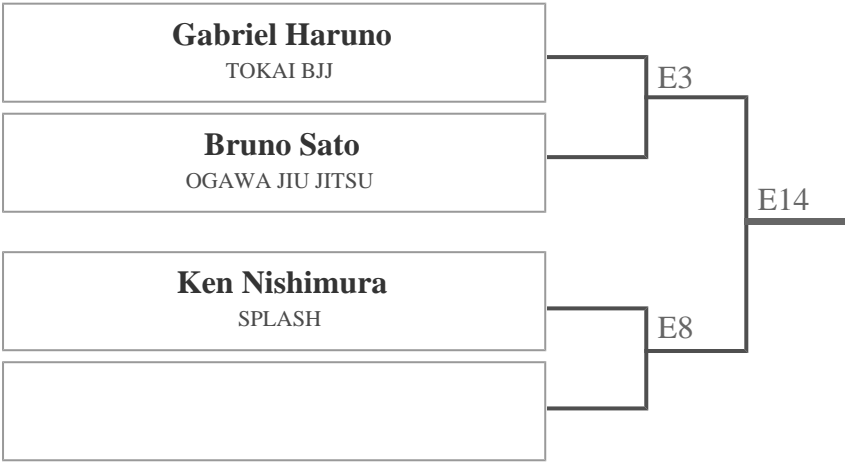 Gabriel Haruno
TOKAI BJJ
E3
Bruno Sato
OGAWA JIU JITSU
E14
Ken Nishimura
SPLASH
E8